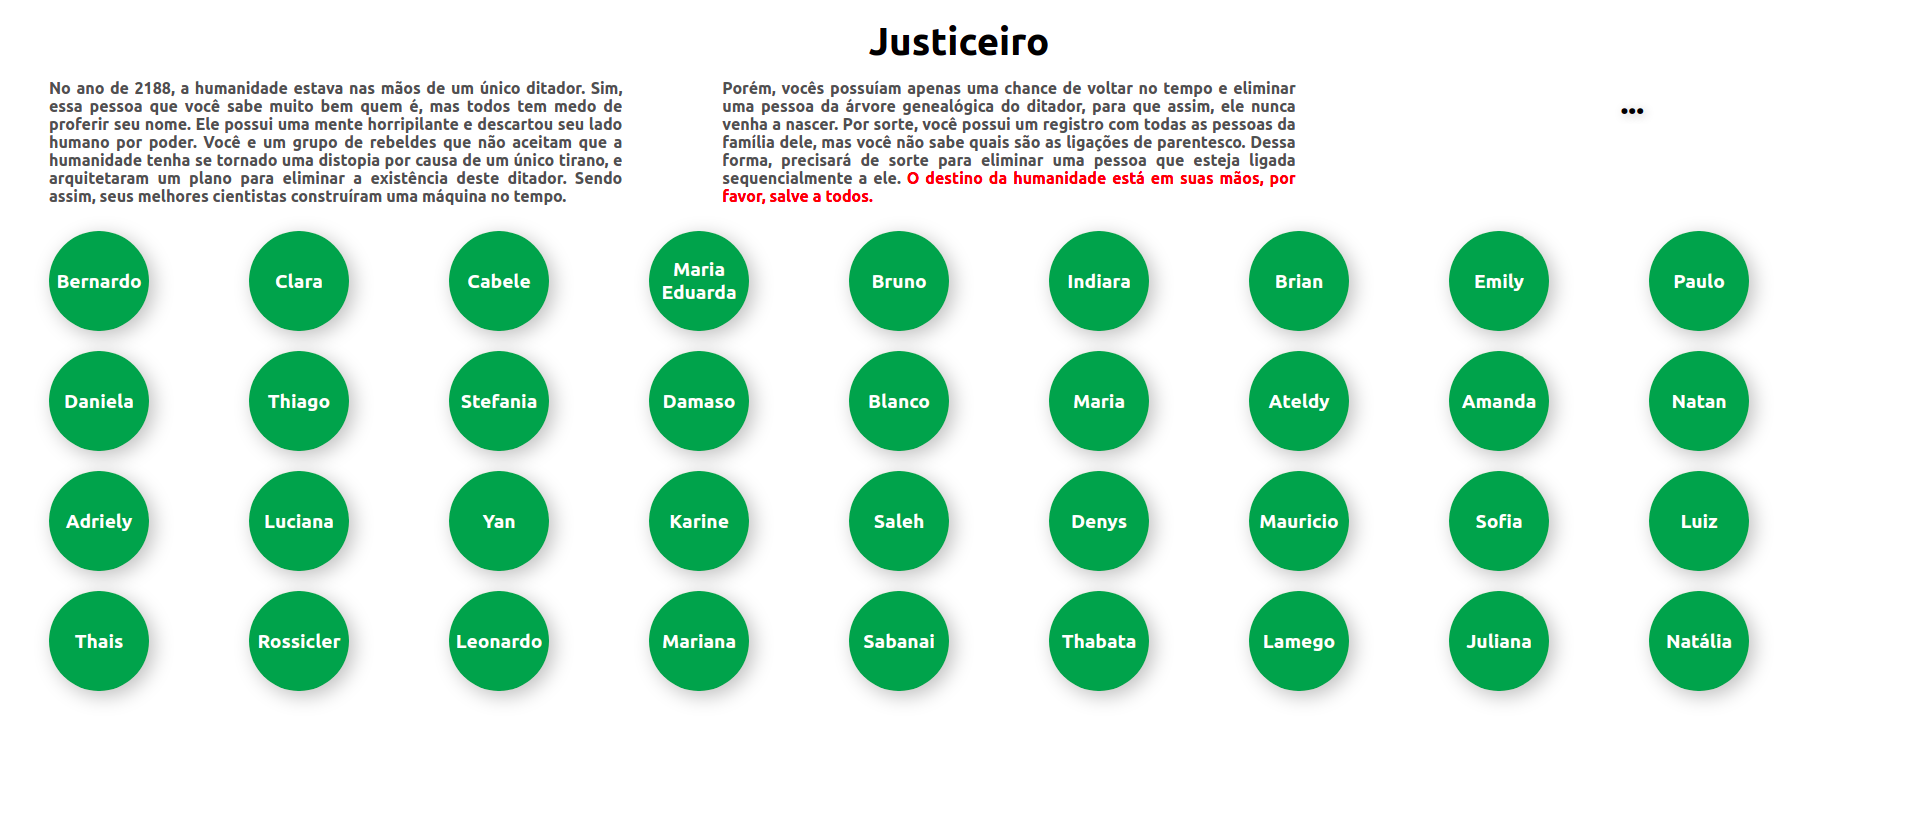 Justiceiro
No ano de 2188, a humanidade estava nas mãos de um único ditador. Sim,
essa pessoa que você sabe muito bem quem é, mas todos tem medo de
proferir seu nome. Ele possui uma mente horripilante e descartou seu lado
humano por poder. Você e um grupo de rebeldes que não aceitam que a
humanidade tenha se tornado uma distopia por causa de um único tirano, e
arquitetaram um plano para eliminar a existência deste ditador. Sendo
assim, seus melhores cientistas construíram uma máquina no tempo.
Porém, vocês possuíam apenas uma chance de voltar no tempo e eliminar
uma pessoa da árvore genealógica do ditador, para que assim, ele nunca
venha a nascer. Por sorte, você possui um registro com todas as pessoas da
família dele, mas você não sabe quais são as ligações de parentesco. Dessa
forma, precisará de sorte para eliminar uma pessoa que esteja ligada
sequencialmente a ele. O destino da humanidade está em suas mãos, por
favor, salve a todos.
...
Bernardo
Clara
Cabele
Maria
Eduarda
Bruno
Indiara
Brian
Emily
Paulo
Daniela
Thiago
Stefania
Damaso
Blanco
Maria
Ateldy
Amanda
Natan
Adriely
Luciana
Yan
Karine
Saleh
Denys
Mauricio
Sofia
Luiz
Thais
Rossicler
Leonardo
Mariana
Sabanai
Thabata
Lamego
Juliana
Natália